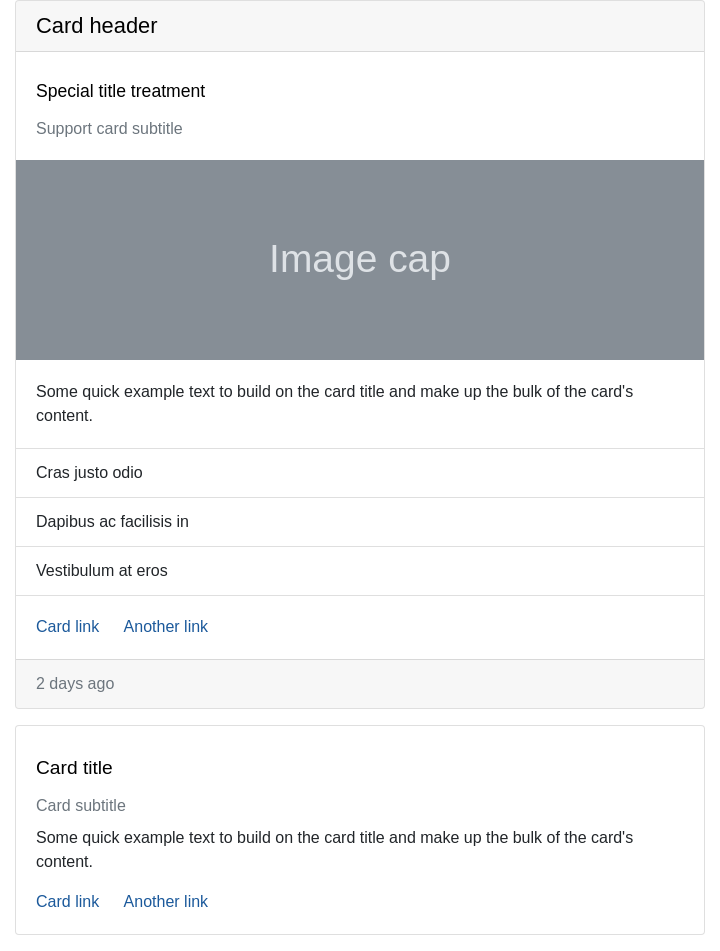 Card header
Special title treatment
Support card subtitle
Image cap
Some quick example text to build on the card title and make up the bulk of the card's
content.
Cras justo odio
Dapibus ac facilisis in
Vestibulum at eros
Card link Another link
2 days ago
Card title
Card subtitle
Some quick example text to build on the card title and make up the bulk of the card's
content.
Card link Another link